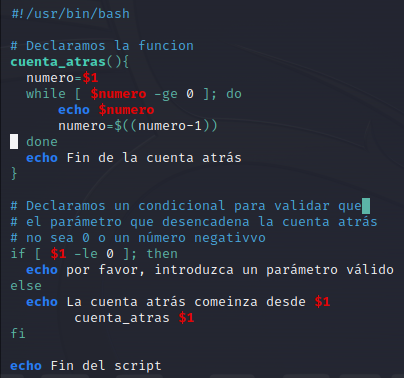 #!/usr/bin/bash
# Declaramos la funcion
cuenta_atras(){
numero=$1
while [ $numero -ge 0 ]; do
echo $numero
numero=$((numero-1))
done
echo Fin de la cuenta atrás
}
# Declaramos un condicional para validar que
# el parámetro que desencadena la cuenta atrás
# no sea 0 o un número negativvo
if [ $1 -le 0 ]; then
echo por favor, introduzca un parámetro válido
else
echo La cuenta atrás comeinza desde $1
cuenta_atras $1
fi
echo Fin del script